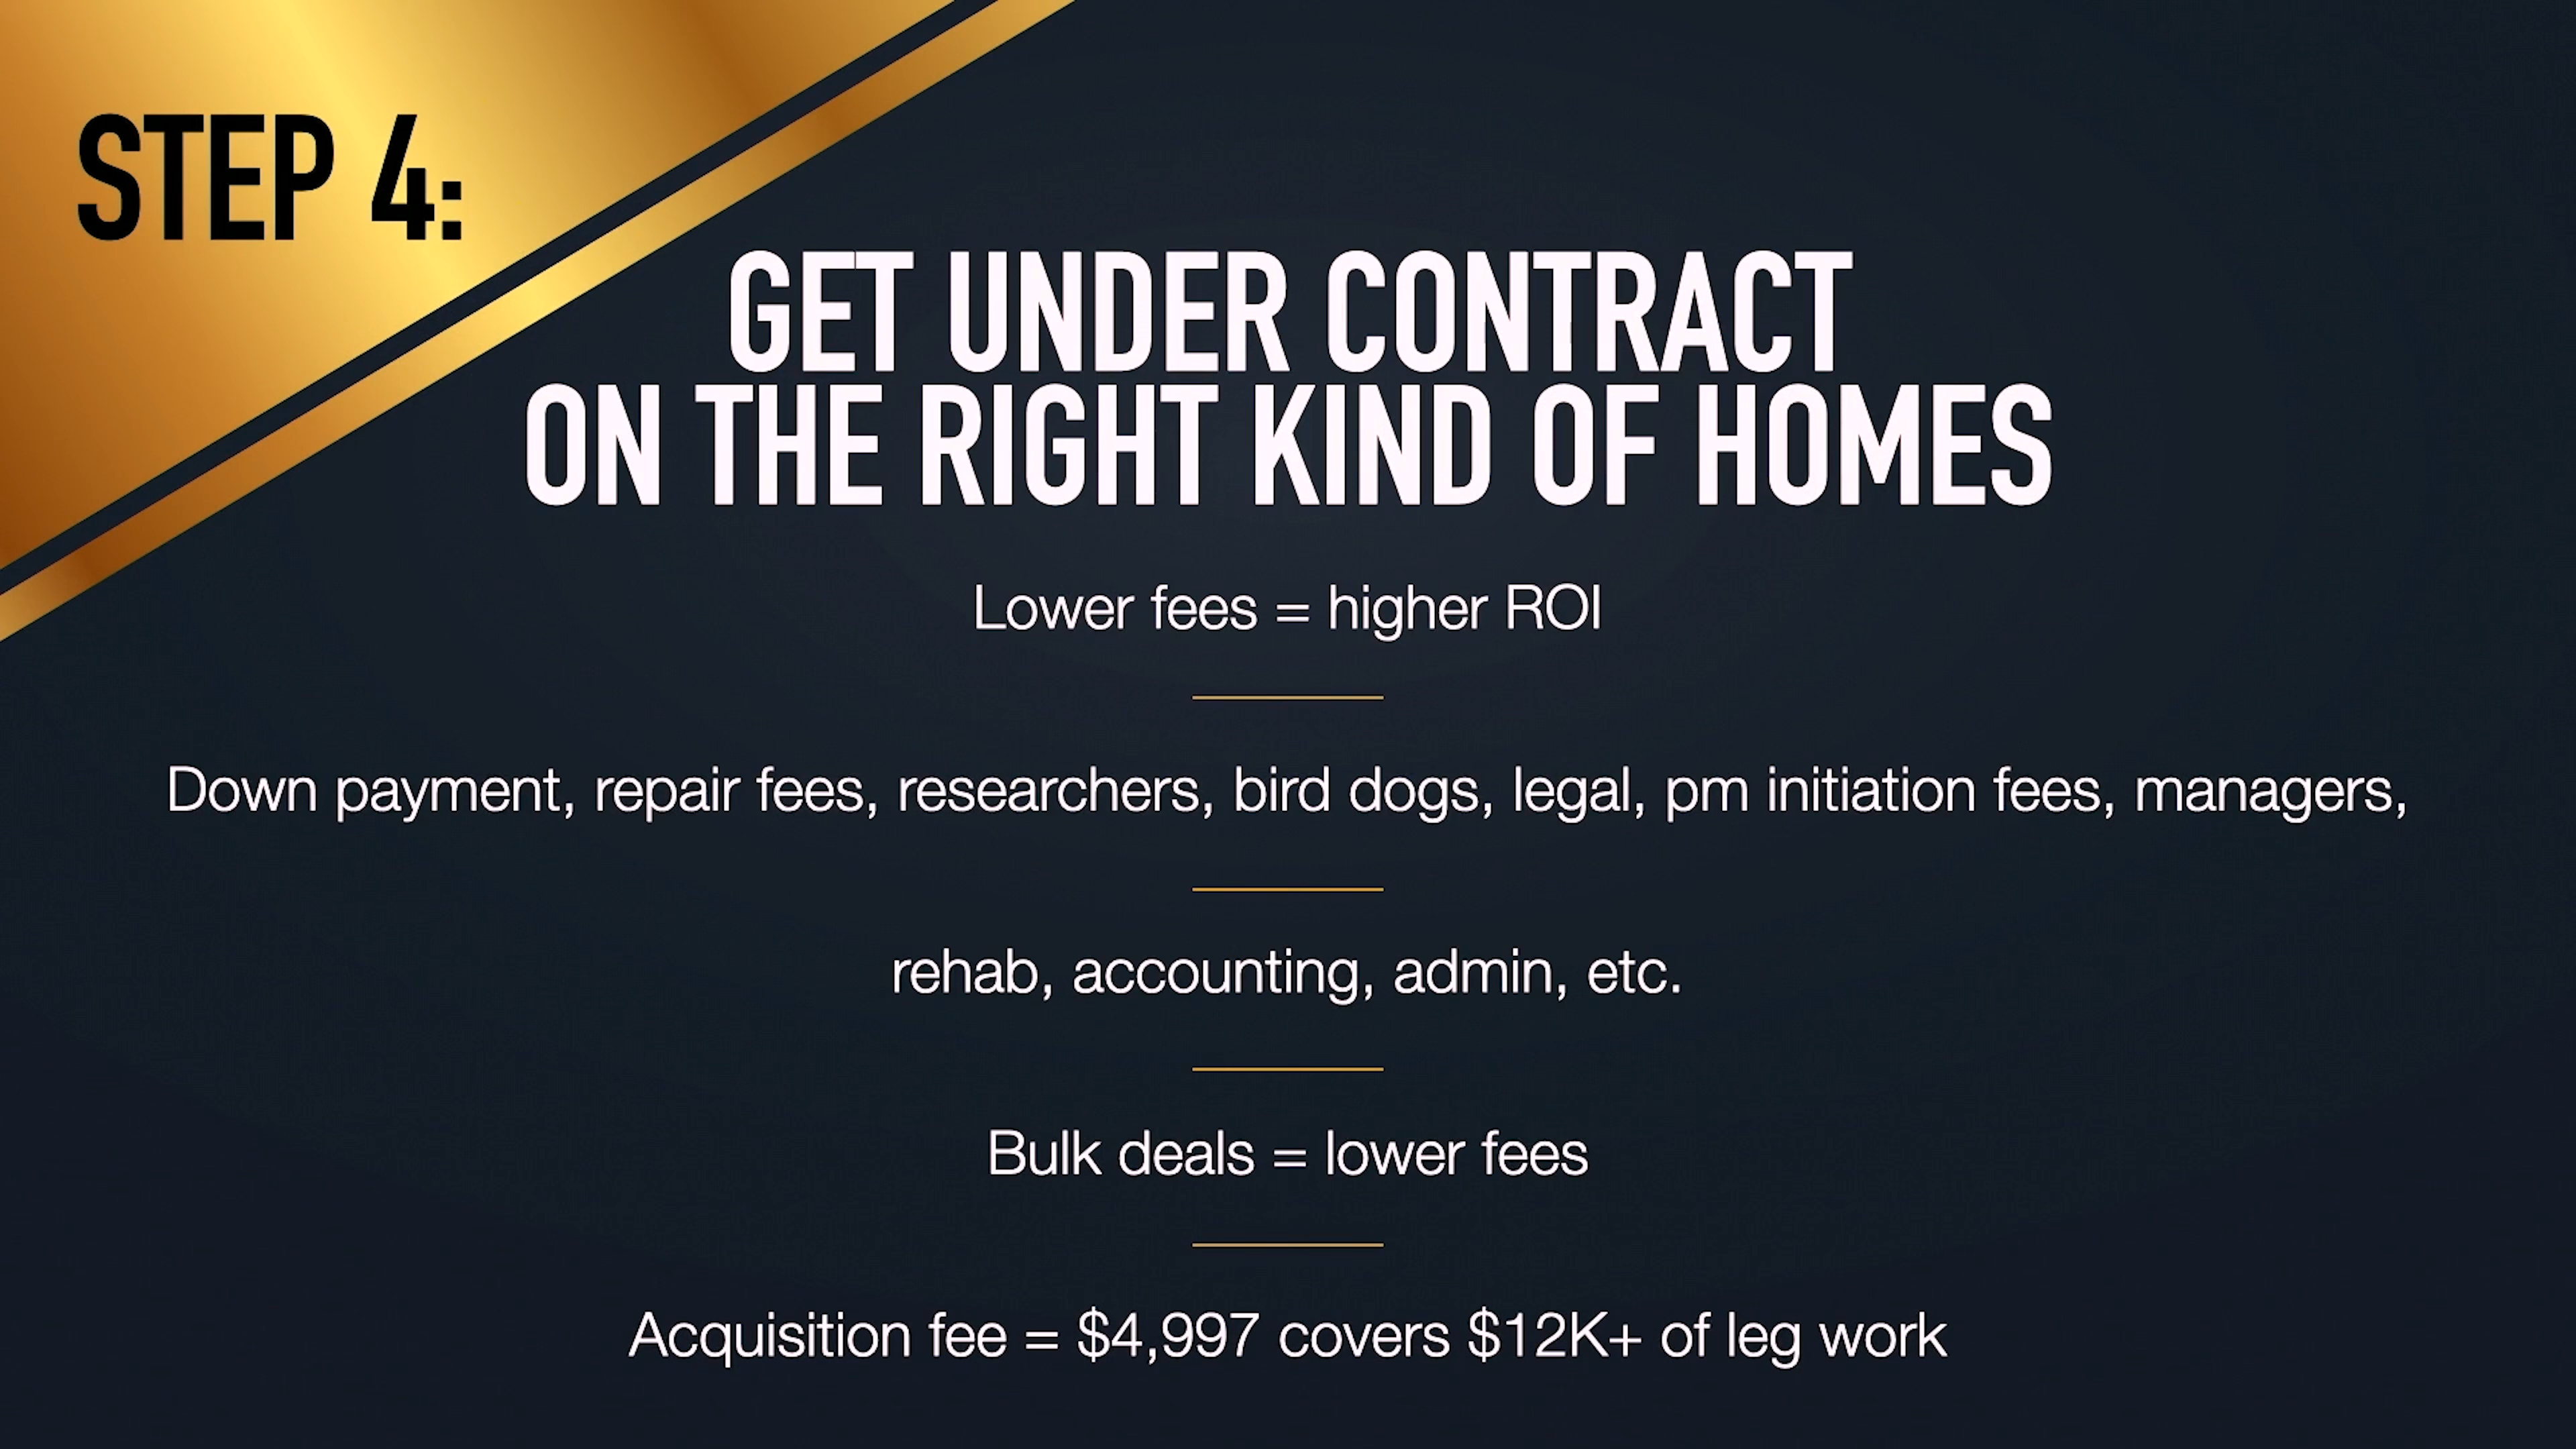 STEP 4:
GET UNDER CONTRACT
ON THE RIGHT KIND OF HOMES
Lower fees = higher ROI
Down payment, repair fees, researchers, bird dogs, legal, pm initiation fees, managers,
rehab, accounting, admin, etc.
Bulk deals = lower fees
Acquisition fee = $4,997 covers $12K+ of leg work